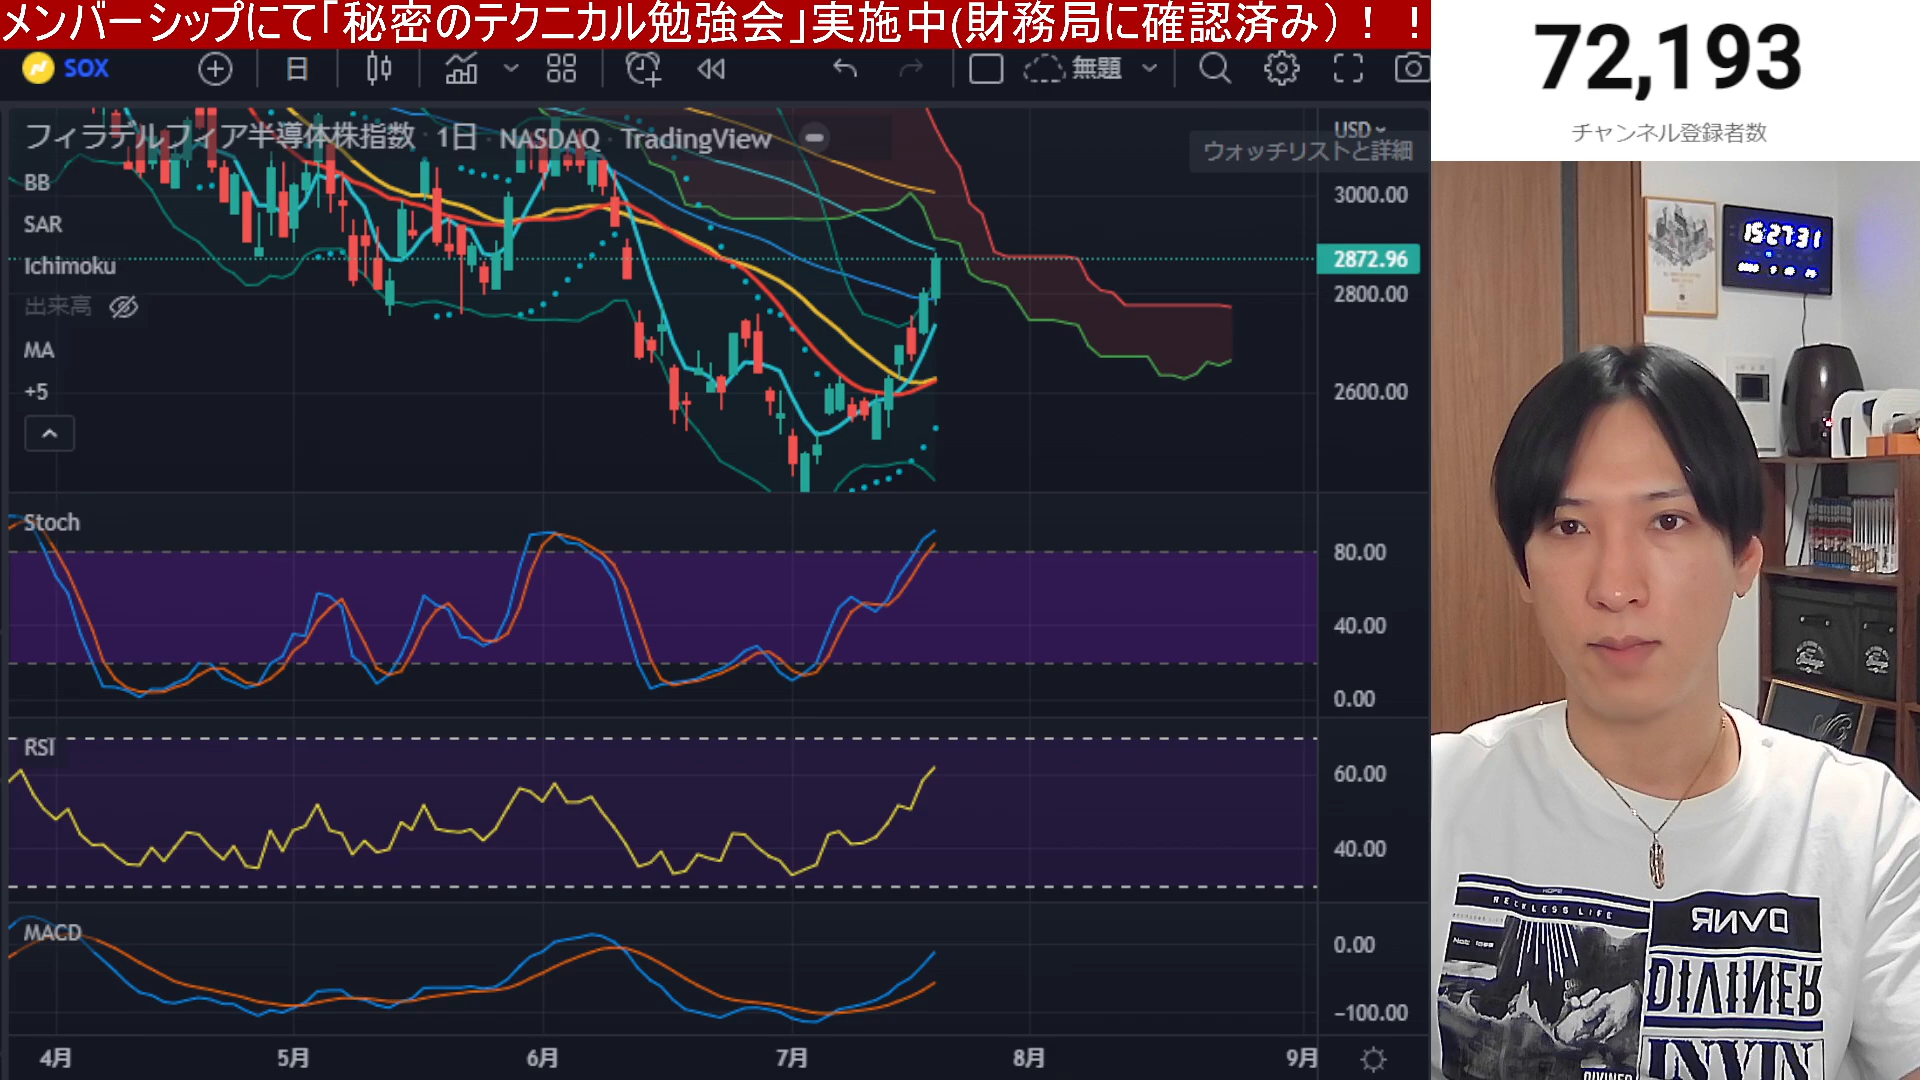 メンバーシップにて「秘密のテクニカル勉強会」実施中(財務局に確認済み)！！
SOX
日
無題
72,193
チャンネル登録者数
フィラデルフィア半導体株指数・1日・NASDAQ TradingView
USD
ウォッチリストと詳細
BB
3000.00
SAR
2872.96
Ichimoku
2800.00
出来高
MA
+5
2600.00
Stoch
80.00
40.00
0.00
RSI
60.00
40.00
MACD
0.00
-100.00
4月
5月
6月
7月
8月
9月
15:27:31
HOPE
RECKLESS LIFE
DVNR
DIVINER
DIVINER